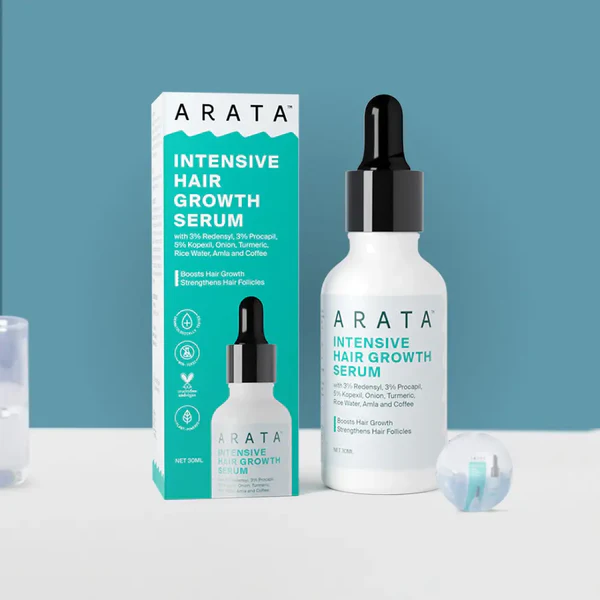 ARATA™
INTENSIVE
HAIR
GROWTH
SERUM
with 3% Redensyl, 3% Procapil,
5% Kopexil, Onion, Turmeric,
Rice Water, Amla and Coffee
Boosts Hair Growth
Strengthens Hair Follicles
NET 30ML
ARATA™
INTENSIVE
HAIR GROWTH
SERUM
ARATA™
INTENSIVE
HAIR GROWTH
SERUM
with 3% Redensyl, 3% Procapil,
5% Kopexil, Onion, Turmeric,
Rice Water, Amla and Coffee
Boosts Hair Growth
Strengthens Hair Follicles
NET 30ML